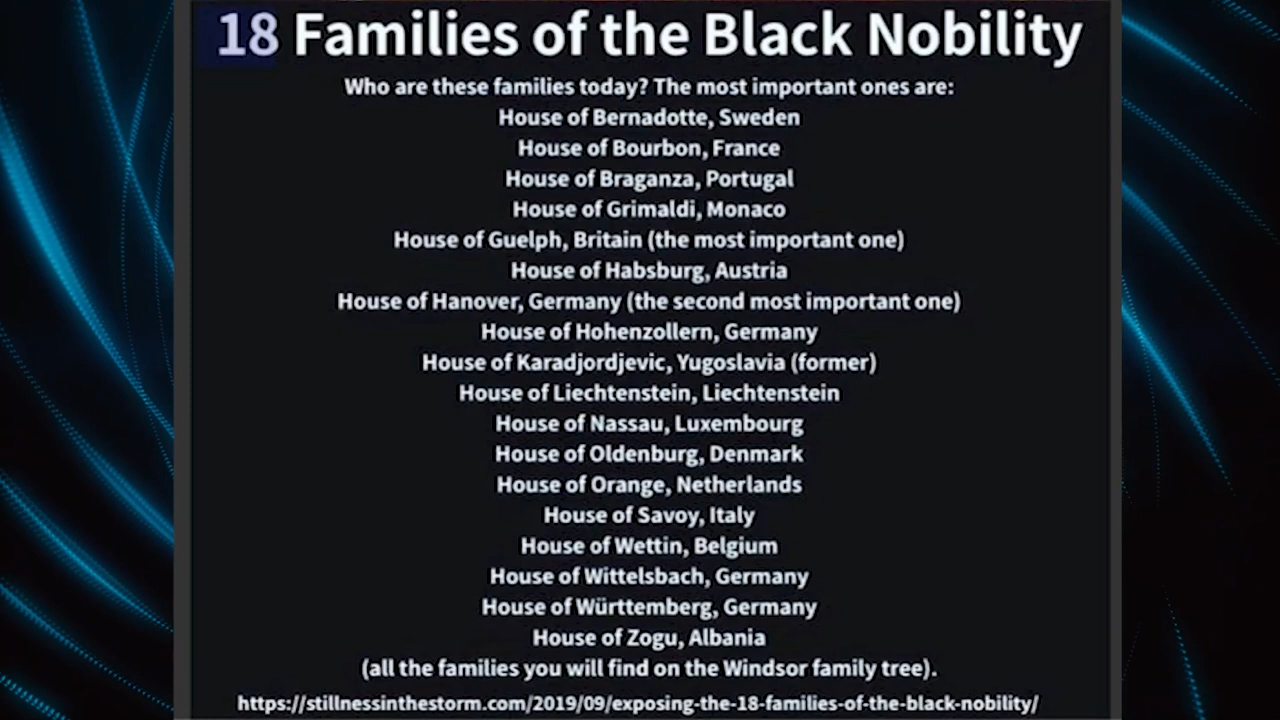 18 Families of the Black Nobility
Who are these families today? The most important ones are:
House of Bernadotte, Sweden
House of Bourbon, France
House of Braganza, Portugal
House of Grimaldi, Monaco
House of Guelph, Britain (the most important one)
House of Habsburg, Austria
House of Hanover, Germany (the second most important one)
House of Hohenzollern, Germany
House of Karadjordjevic, Yugoslavia (former)
House of Liechtenstein, Liechtenstein
House of Nassau, Luxembourg
House of Oldenburg, Denmark
House of Orange, Netherlands
House of Savoy, Italy
House of Wettin, Belgium
House of Wittelsbach, Germany
House of Württemberg, Germany
House of Zogu, Albania
(all the families you will find on the Windsor family tree).
https://stillnessinthestorm.com/2019/09/exposing-the-18-families-of-the-black-nobility/